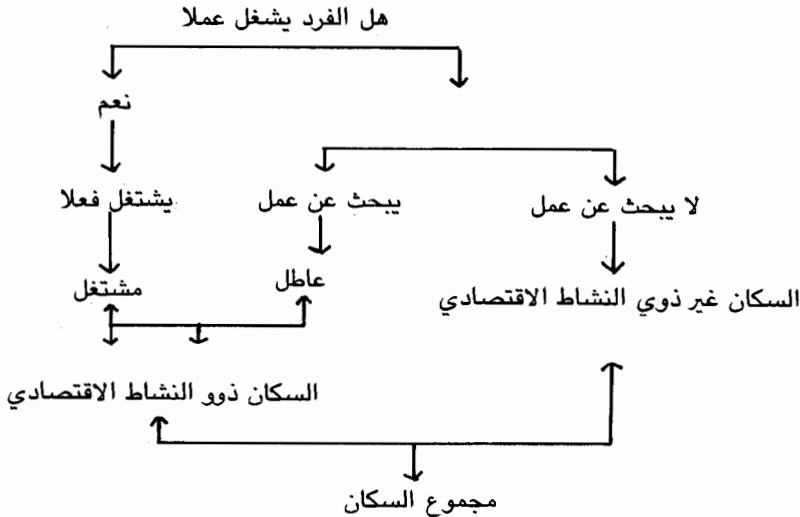 هل الفرد يشغل عملا
نعم
لا يبحث عن عمل
يبحث عن عمل
يشتغل فعلا
السكان غير ذوي النشاط الاقتصادي
عاطل
مشتغل
السكان ذوو النشاط الاقتصادي
مجموع السكان